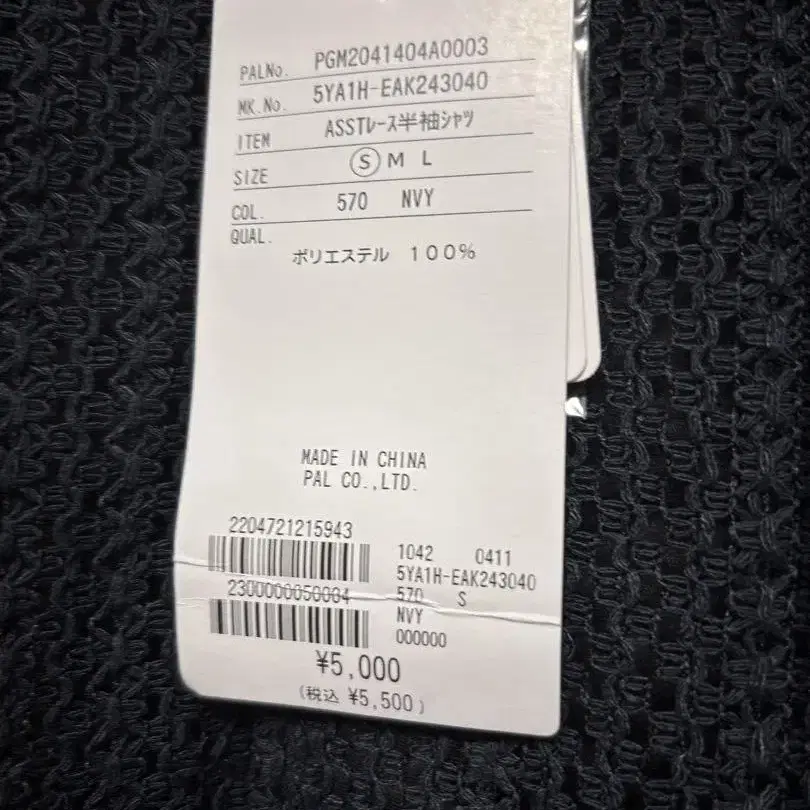 PALNo. PGM2041404A0003
MK.No. 5YA1H-EAK243040
ITEM ASSTﾚｰｽ半袖ｼｬﾂ
SIZE Ⓢ M L
COL. 570 NVY
QUAL.
ポリエステル 100%
MADE IN CHINA
PAL CO.,LTD.
2204721215943
1042 0411
5YA1H-EAK243040
2300000050004
570 S
NVY
000000
¥5,000
(税込 ¥5,500)